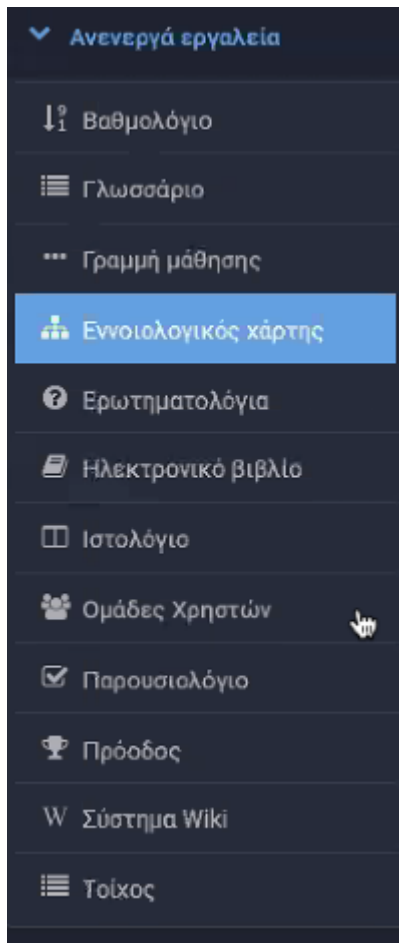 Ανενεργά εργαλεία
Βαθμολόγιο
Γλωσσάριο
Γραμμή μάθησης
Εννοιολογικός χάρτης
Ερωτηματολόγια
Ηλεκτρονικό βιβλίο
Ιστολόγιο
Ομάδες Χρηστών
Παρουσιολόγιο
Πρόοδος
W Σύστημα Wiki
Τοίχος